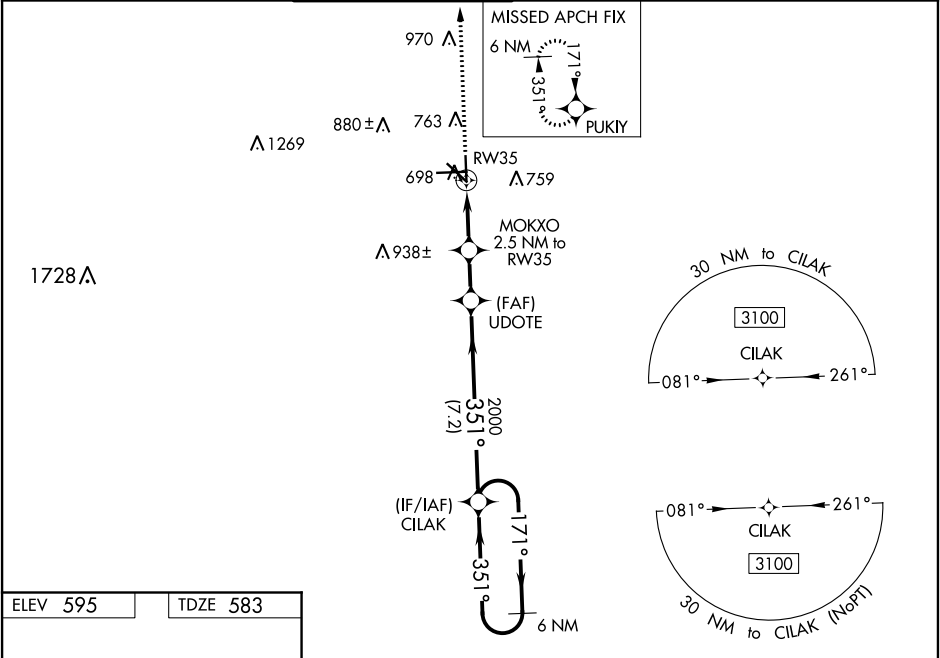 MISSED APCH FIX
6 NM
171°
351°
PUKIY
970
763
880±
1269
RW35
698
759
MOKXO
2.5 NM to
RW35
938±
1728
(FAF)
UDOTE
2000
351°
(7.2)
(IF/IAF)
CILAK
171°
351°
6 NM
30 NM to CILAK
3100
CILAK
081°
261°
081°
261°
CILAK
3100
30 NM to CILAK (NoPT)
ELEV 595
TDZE 583